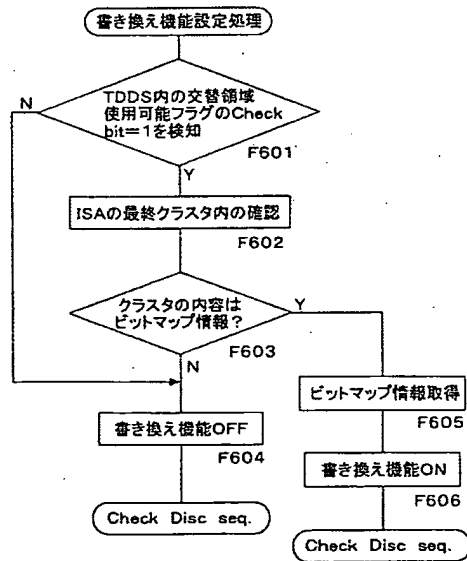 書き換え機能設定処理
N
TDDS内の交替領域
使用可能フラグのCheck
bit=1を検知
F601
Y
ISAの最終クラスタ内の確認
F602
クラスタの内容は
ビットマップ情報?
Y
F603
N
ビットマップ情報取得
F605
書き換え機能OFF
F604
書き換え機能ON
F606
Check Disc seq.
Check Disc seq.